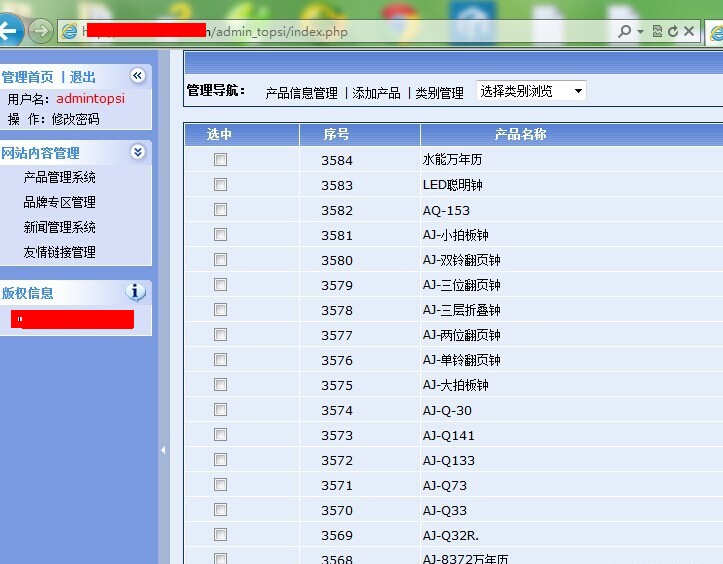 n/admin_topsi/index.php
管理首页 | 退出
用户名：admintopsi
操 作：修改密码
网站内容管理
产品管理系统
品牌专区管理
新闻管理系统
友情链接管理
版权信息
管理导航： 产品信息管理 | 添加产品 | 类别管理 选择类别浏览
选中 序号 产品名称
3584 水能万年历
3583 LED聪明钟
3582 AQ-153
3581 AJ-小拍板钟
3580 AJ-双铃翻页钟
3579 AJ-三位翻页钟
3578 AJ-三层折叠钟
3577 AJ-两位翻页钟
3576 AJ-单铃翻页钟
3575 AJ-大拍板钟
3574 AJ-Q-30
3573 AJ-Q141
3572 AJ-Q133
3571 AJ-Q73
3570 AJ-Q33
3569 AJ-Q32R.
3568 AJ-8372万年历